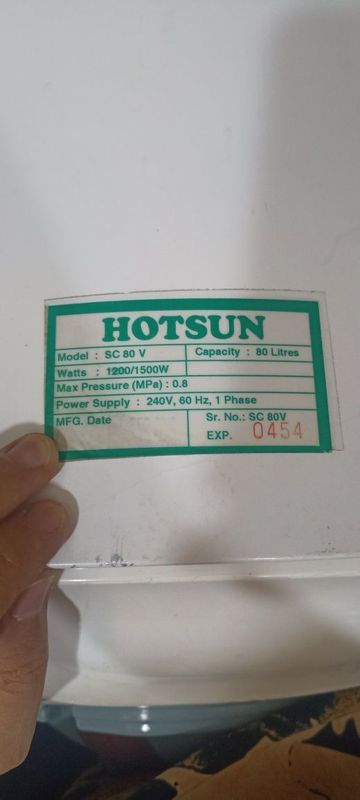 HOTSUN
Model : SC 80 V Capacity : 80 Litres
Watts : 1200/1500W
Max Pressure (MPa) : 0.8
Power Supply : 240V, 60 Hz, 1 Phase
MFG. Date Sr. No.: SC 80V
EXP. 0454